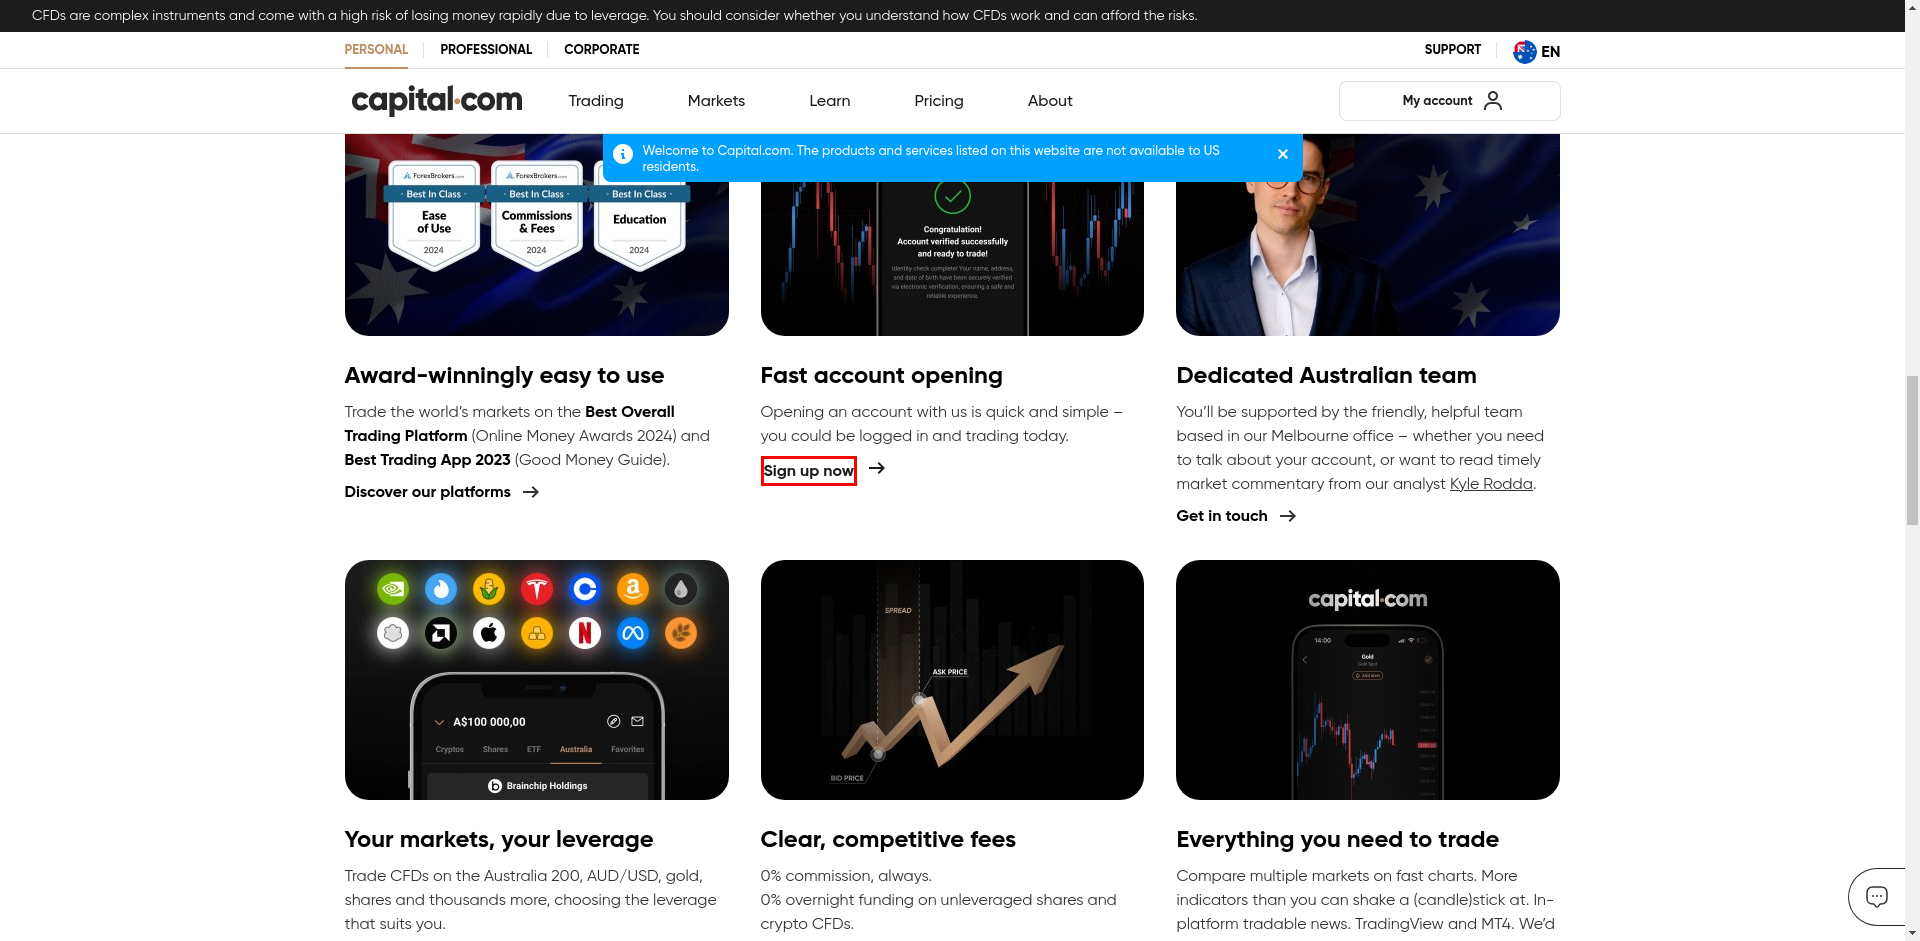 CFDs are complex instruments and come with a high risk of losing money rapidly due to leverage. You should consider whether you understand how CFDs work and can afford the risks.
PERSONAL
PROFESSIONAL
CORPORATE
SUPPORT
EN
capital.com
Trading
Markets
Learn
Pricing
About
My account
Welcome to Capital.com. The products and services listed on this website are not available to US
residents.
ForexBrokers.com
Best In Class
Ease
of Use
2024
ForexBrokers.com
Best In Class
Commissions
& Fees
2024
Best In Class
Education
2024
Congratulation!
Account verified successfully
and ready to trade!
Identity check complete! Your name, address,
and date of birth have been securely verified
via electronic verification, ensuring a safe and
reliable experience.
Award-winningly easy to use
Trade the world's markets on the Best Overall
Trading Platform (Online Money Awards 2024) and
Best Trading App 2023 (Good Money Guide).
Discover our platforms
Fast account opening
Opening an account with us is quick and simple –
you could be logged in and trading today.
Sign up now
Dedicated Australian team
You'll be supported by the friendly, helpful team
based in our Melbourne office – whether you need
to talk about your account, or want to read timely
market commentary from our analyst Kyle Rodda.
Get in touch
A$100 000,00
Cryptos
Shares
ETF
Australia
Favorites
Brainchip Holdings
SPREAD
ASK PRICE
BID PRICE
capital.com
14:00
Gold
Gold Spot
Add alert
Your markets, your leverage
Trade CFDs on the Australia 200, AUD/USD, gold,
shares and thousands more, choosing the leverage
that suits you.
Clear, competitive fees
0% commission, always.
0% overnight funding on unleveraged shares and
crypto CFDs.
Everything you need to trade
Compare multiple markets on fast charts. More
indicators than you can shake a (candle)stick at. In-
platform tradable news. TradingView and MT4. We'd